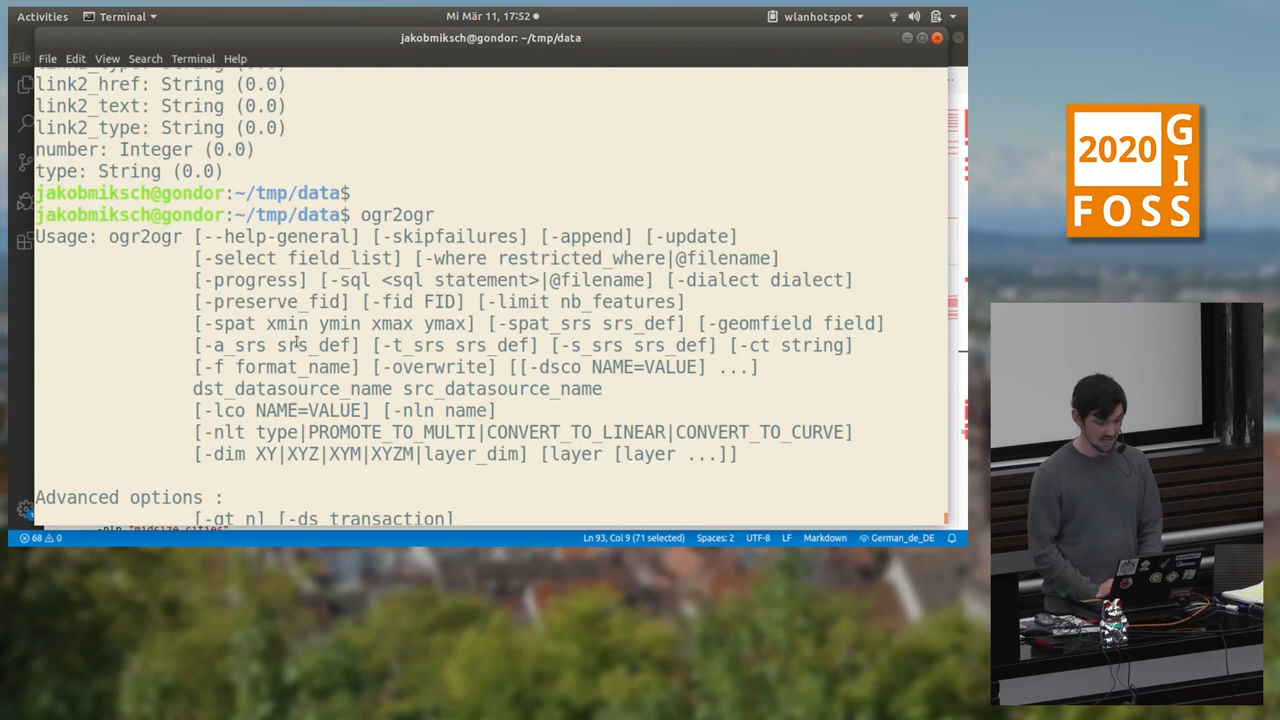 Activities
Terminal
Mi Mär 11, 17:52
wlanhotspot
jakobmiksch@gondor: ~/tmp/data
File
File Edit View Search Terminal Help
link2_href: String (0.0)
link2_text: String (0.0)
link2_type: String (0.0)
number: Integer (0.0)
type: String (0.0)
jakobmiksch@gondor:~/tmp/data$
jakobmiksch@gondor:~/tmp/data$ ogr2ogr
Usage: ogr2ogr [--help-general] [-skipfailures] [-append] [-update]
[-select field_list] [-where restricted_where|@filename]
[-progress] [-sql <sql statement>|@filename] [-dialect dialect]
[-preserve_fid] [-fid FID] [-limit nb_features]
[-spat xmin ymin xmax ymax] [-spat_srs srs_def] [-geomfield field]
[-a_srs srs_def] [-t_srs srs_def] [-s_srs srs_def] [-ct string]
[-f format_name] [-overwrite] [[-dsco NAME=VALUE] ...]
dst_datasource_name src_datasource_name
[-lco NAME=VALUE] [-nln name]
[-nlt type|PROMOTE_TO_MULTI|CONVERT_TO_LINEAR|CONVERT_TO_CURVE]
[-dim XY|XYZ|XYM|XYZM|layer_dim] [layer [layer ...]]
Advanced options :
[-gt n] [-ds_transaction]
68 0
Ln 93, Col 9 (71 selected) Spaces: 2 UTF-8 LF Markdown German_de_DE
2020
G
I
FOSS